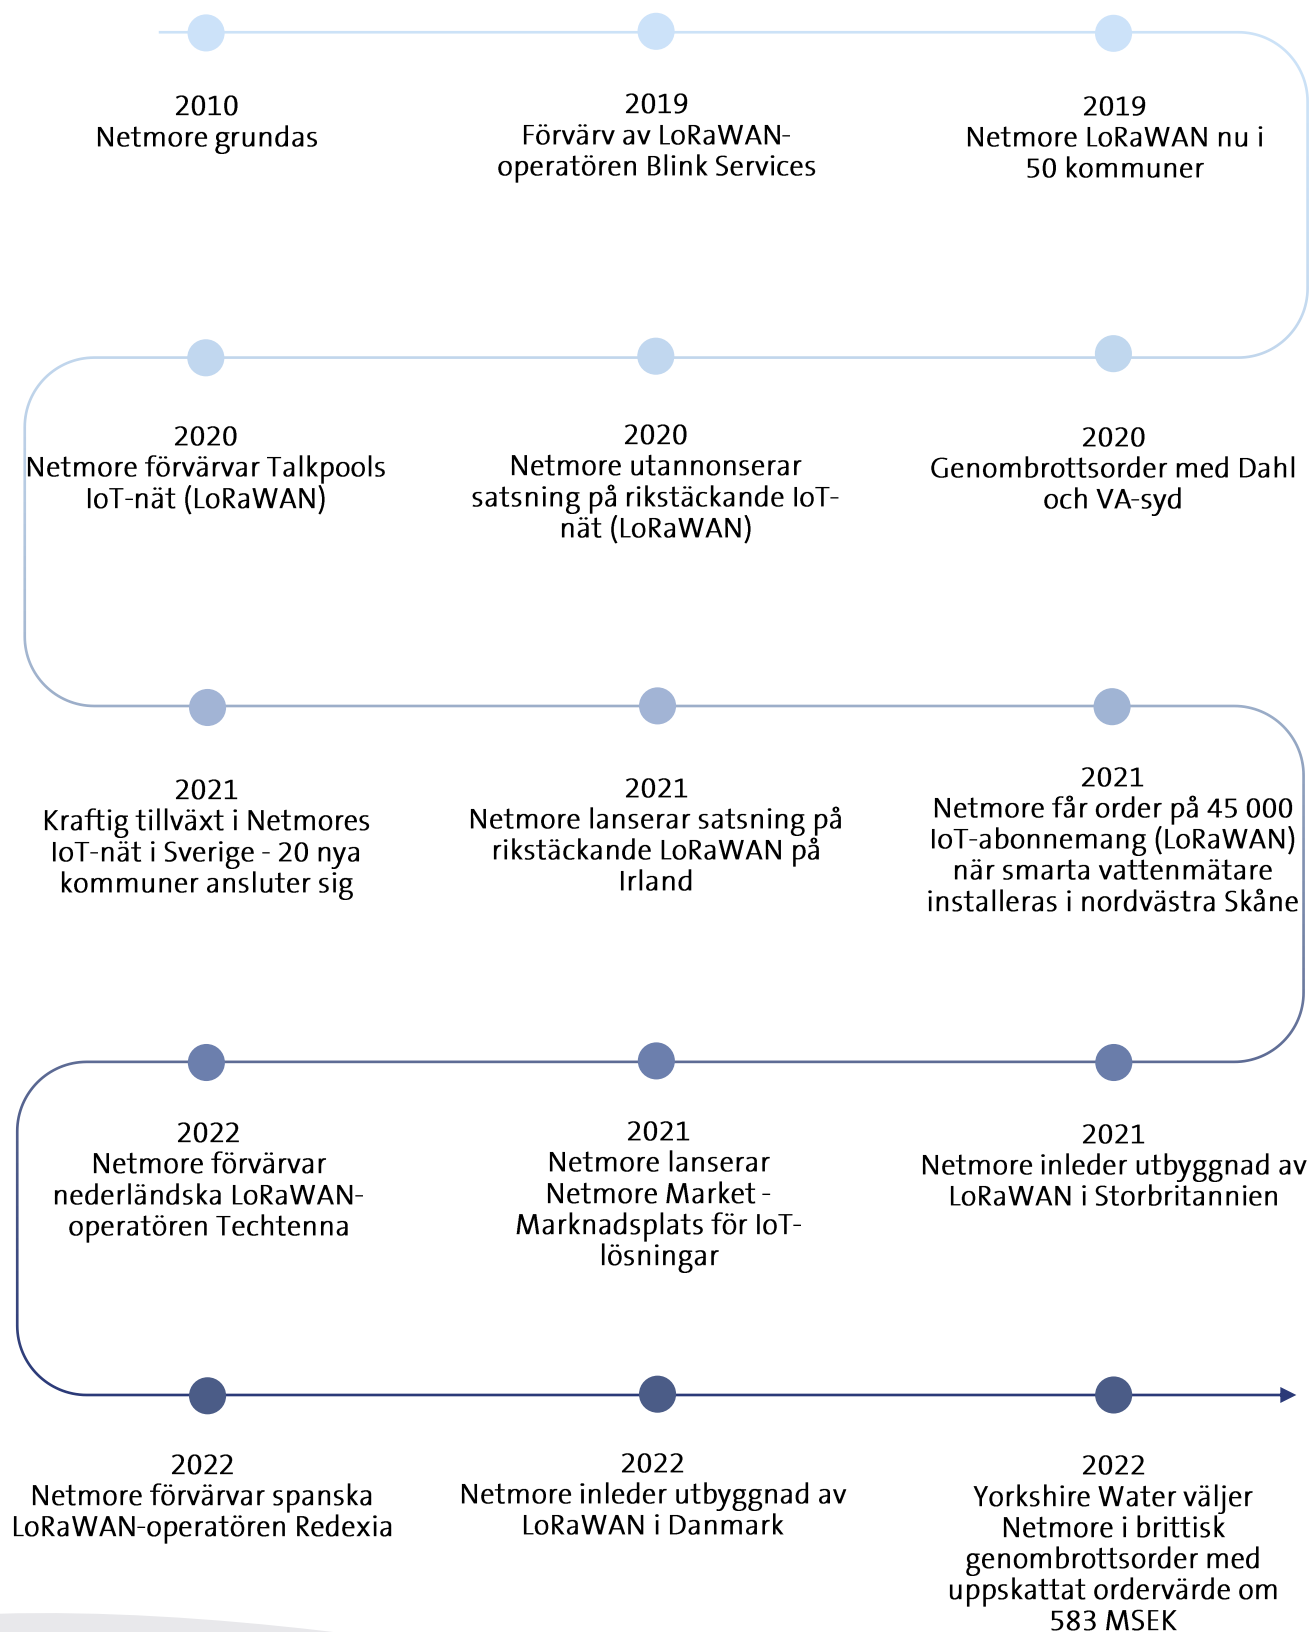 2010
Netmore grundas
2019
Förvärv av LoRaWAN-
operatören Blink Services
2019
Netmore LoRaWAN nu i
50 kommuner
2020
Netmore förvärvar Talkpools
IoT-nät (LoRaWAN)
2020
Netmore utannonserar
satsning på rikstäckande IoT-
nät (LoRaWAN)
2020
Genombrottsorder med Dahl
och VA-syd
2021
Kraftig tillväxt i Netmores
IoT-nät i Sverige - 20 nya
kommuner ansluter sig
2021
Netmore lanserar satsning på
rikstäckande LoRaWAN på
Irland
2021
Netmore får order på 45 000
IoT-abonnemang (LoRaWAN)
när smarta vattenmätare
installeras i nordvästra Skåne
2022
Netmore förvärvar
nederländska LoRaWAN-
operatören Techtenna
2021
Netmore lanserar
Netmore Market -
Marknadsplats för IoT-
lösningar
2021
Netmore inleder utbyggnad av
LoRaWAN i Storbritannien
2022
Netmore förvärvar spanska
LoRaWAN-operatören Redexia
2022
Netmore inleder utbyggnad av
LoRaWAN i Danmark
2022
Yorkshire Water väljer
Netmore i brittisk
genombrottsorder med
uppskattat ordervärde om
583 MSEK